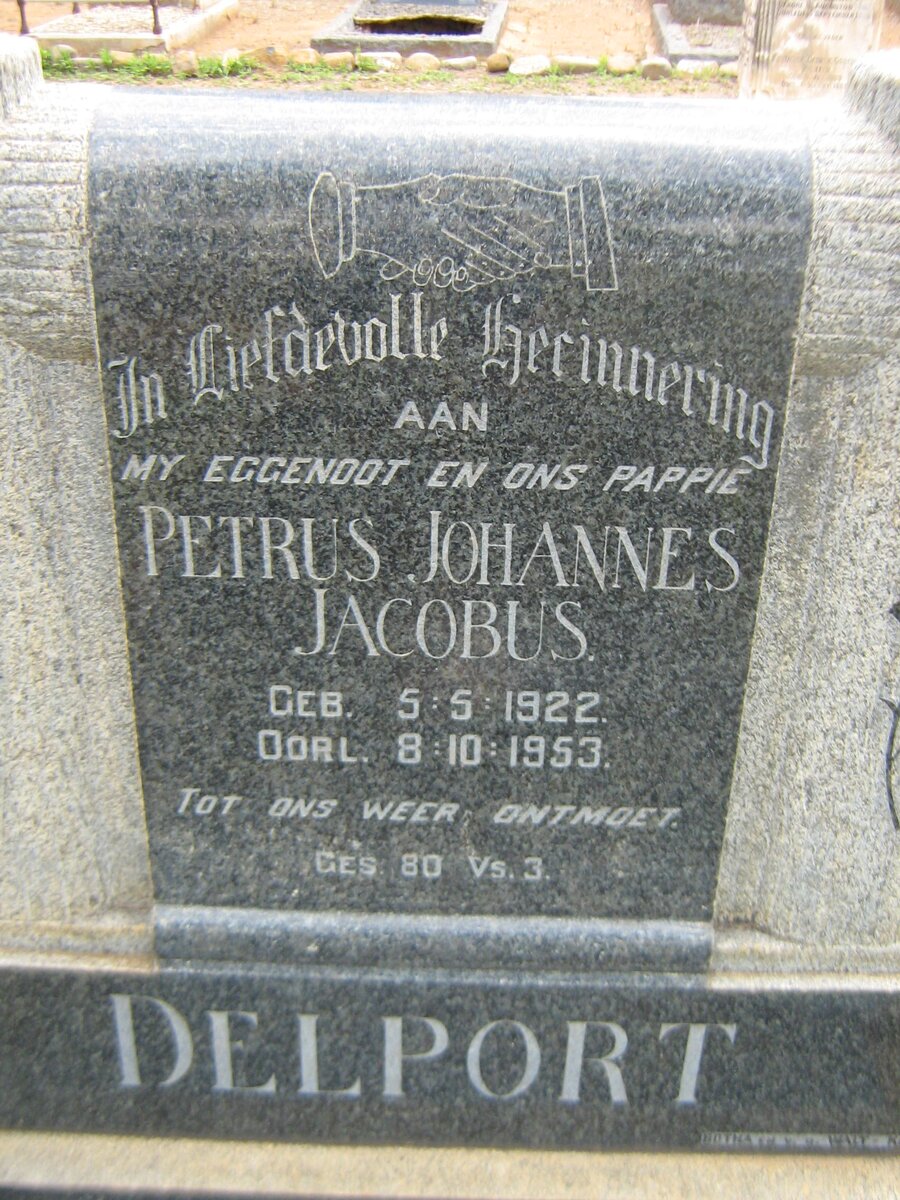 In Liefdevolle Herinnering
AAN
MY EGGENOOT EN ONS PAPPIE
PETRUS JOHANNES
JACOBUS.
GEB. 5:5:1922.
OORL. 8:10:1953.
TOT ONS WEER ONTMOET.
GES. 80 Vs. 3.
DELPORT